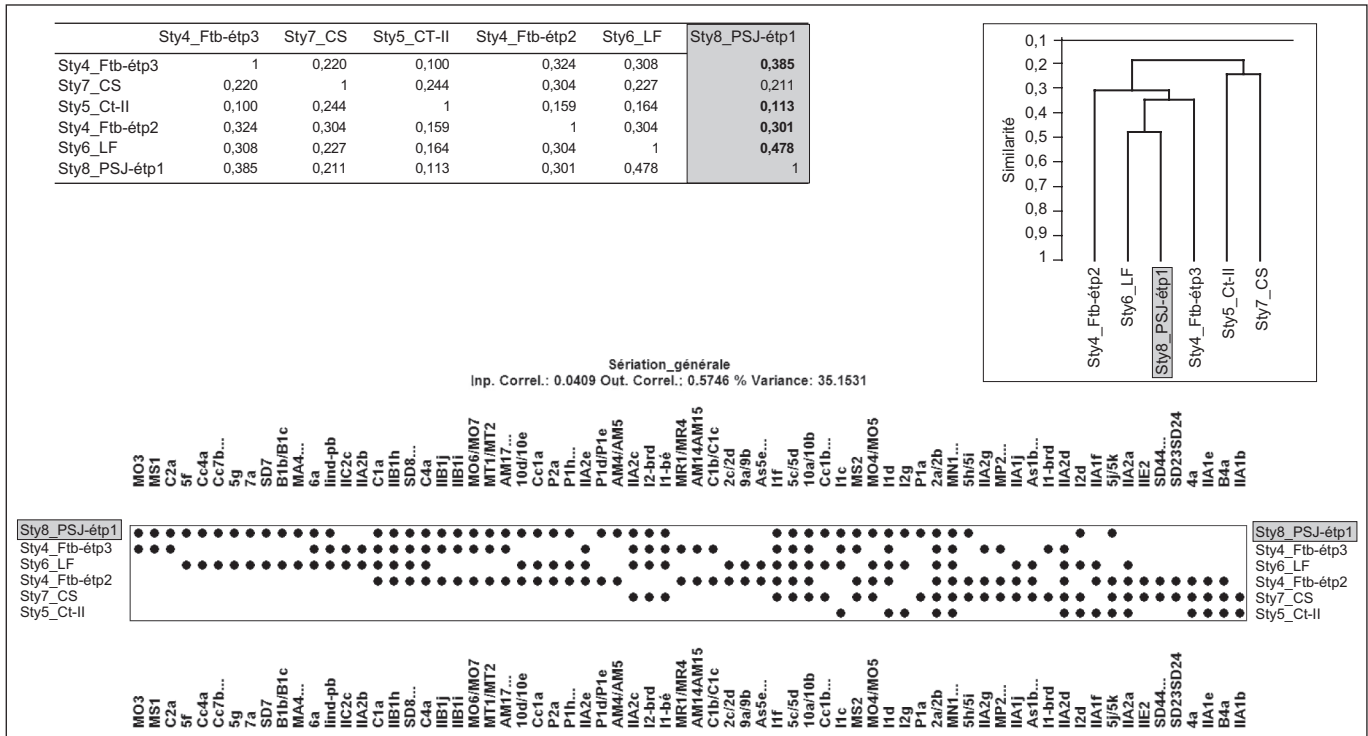 Sty4_Ftb-étp3 Sty7_CS Sty5_CT-II Sty4_Ftb-étp2 Sty6_LF Sty8_PSJ-étp1
Sty4_Ftb-étp3 1 0,220 0,100 0,324 0,308 0,385
Sty7_CS 0,220 1 0,244 0,304 0,227 0,211
Sty5_Ct-II 0,100 0,244 1 0,159 0,164 0,113
Sty4_Ftb-étp2 0,324 0,304 0,159 1 0,304 0,301
Sty6_LF 0,308 0,227 0,164 0,304 1 0,478
Sty8_PSJ-étp1 0,385 0,211 0,113 0,301 0,478 1
Similarité
0,1
0,2
0,3
0,4
0,5
0,6
0,7
0,8
0,9
1
Sty4_Ftb-étp2
Sty6_LF
Sty8_PSJ-étp1
Sty4_Ftb-étp3
Sty5_Ct-II
Sty7_CS
Sériation_générale
Inp. Correl.: 0.0409 Out. Correl.; 0.5746 % Variance: 35.1531
MO3 MS1 C2a 5f Cc4a Cc7b... 5g 7a SD7 B1b/B1c MA4... 6a lind-pb IIC2c IIA2b C1a IIB1h SD8... C4a IIB1j IIB1i MO6/MO7 MT1/MT2 AM17... 10d/10e Cc1a P2a P1h... IIA2e P1d/P1e AM4/AM5 IIA2c I2-brd I1-bé MR1/MR4 AM14AM15 C1b/C1c 2c/2d 9a/9b As5e... I1f 5c/5d 10a/10b Cc1b... I1c MS2 MO4/MO5 I1d I2g P1a 2a/2b MN1... 5h/5i IIA2g MP2... IIA1j As1b... I1-brd IIA2d I2d IIA1f 5j/5k IIA2a IIE2 SD44... SD23SD24 4a IIA1e B4a IIA1b
Sty8_PSJ-étp1 Sty8_PSJ-étp1
Sty4_Ftb-étp3 Sty4_Ftb-étp3
Sty6_LF Sty6_LF
Sty4_Ftb-étp2 Sty4_Ftb-étp2
Sty7_CS Sty7_CS
Sty5_Ct-II Sty5_Ct-II
MO3 MS1 C2a 5f Cc4a Cc7b... 5g 7a SD7 B1b/B1c MA4... 6a lind-pb IIC2c IIA2b C1a IIB1h SD8... C4a IIB1j IIB1i MO6/MO7 MT1/MT2 AM17... 10d/10e Cc1a P2a P1h... IIA2e P1d/P1e AM4/AM5 IIA2c I2-brd I1-bé MR1/MR4 AM14AM15 C1b/C1c 2c/2d 9a/9b As5e... I1f 5c/5d 10a/10b Cc1b... I1c MS2 MO4/MO5 I1d I2g P1a 2a/2b MN1... 5h/5i IIA2g MP2... IIA1j As1b... I1-brd IIA2d I2d IIA1f 5j/5k IIA2a IIE2 SD44... SD23SD24 4a IIA1e B4a IIA1b